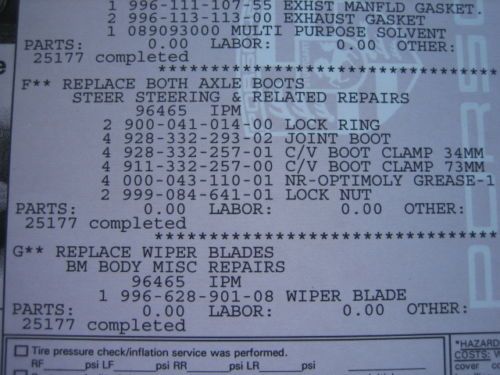 1 996-111-107-55 EXHST MANFLD GASKET.
2 996-113-113-00 EXHAUST GASKET
1 089093000 MULTI PURPOSE SOLVENT
PARTS: 0.00 LABOR: 0.00 OTHER:
25177 completed
************************************
F** REPLACE BOTH AXLE BOOTS
STEER STEERING & RELATED REPAIRS
96465 IPM
2 900-041-014-00 LOCK RING
4 928-332-293-02 JOINT BOOT
4 928-332-257-01 C/V BOOT CLAMP 34MM
4 911-332-257-00 C/V BOOT CLAMP 73MM
4 000-043-110-01 NR-OPTIMOLY GREASE-1
2 999-084-641-01 LOCK NUT
PARTS: 0.00 LABOR: 0.00 OTHER:
25177 completed
************************************
G** REPLACE WIPER BLADES
BM BODY MISC REPAIRS
96465 IPM
1 996-628-901-08 WIPER BLADE
PARTS: 0.00 LABOR: 0.00 OTHER:
25177 completed
Tire pressure check/inflation service was performed.
RF psi LF psi RR psi LR psi
*HAZARD
COSTS:
cover